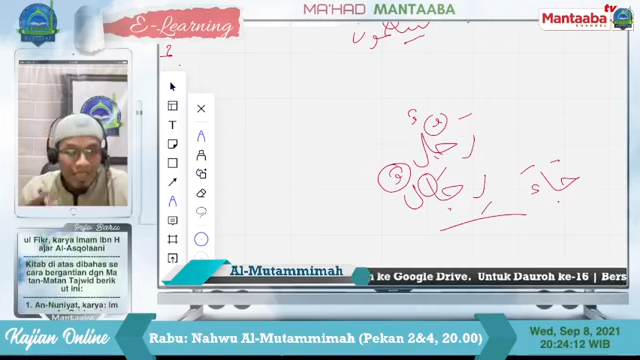 MA'HAD MANTAABA
E-Learning
Mantaaba tv
رجال
جاء رجال
Info Baru
ul Fikr, karya Imam Ibn H
ajar Al-Asqolaani
Kitab di atas dibahas se
cara bergantian dgn Ma
tan-Matan Tajwid berik
ut ini:
1. An-Nuniyat, karya: Im
Al-Mutammimah
ke Google Drive. Untuk Dauroh ke-16 | Bers
Kajian Online
Rabu: Nahwu Al-Mutammimah (Pekan 2&4, 20.00)
Wed, Sep 8, 2021
20:24:12 WIB